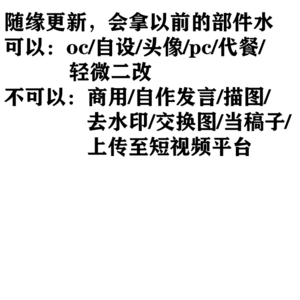 随缘更新，会拿以前的部件水
可以：oc/自设/头像/pc/代餐/
轻微二改
不可以：商用/自作发言/描图/
去水印/交换图/当稿子/
上传至短视频平台